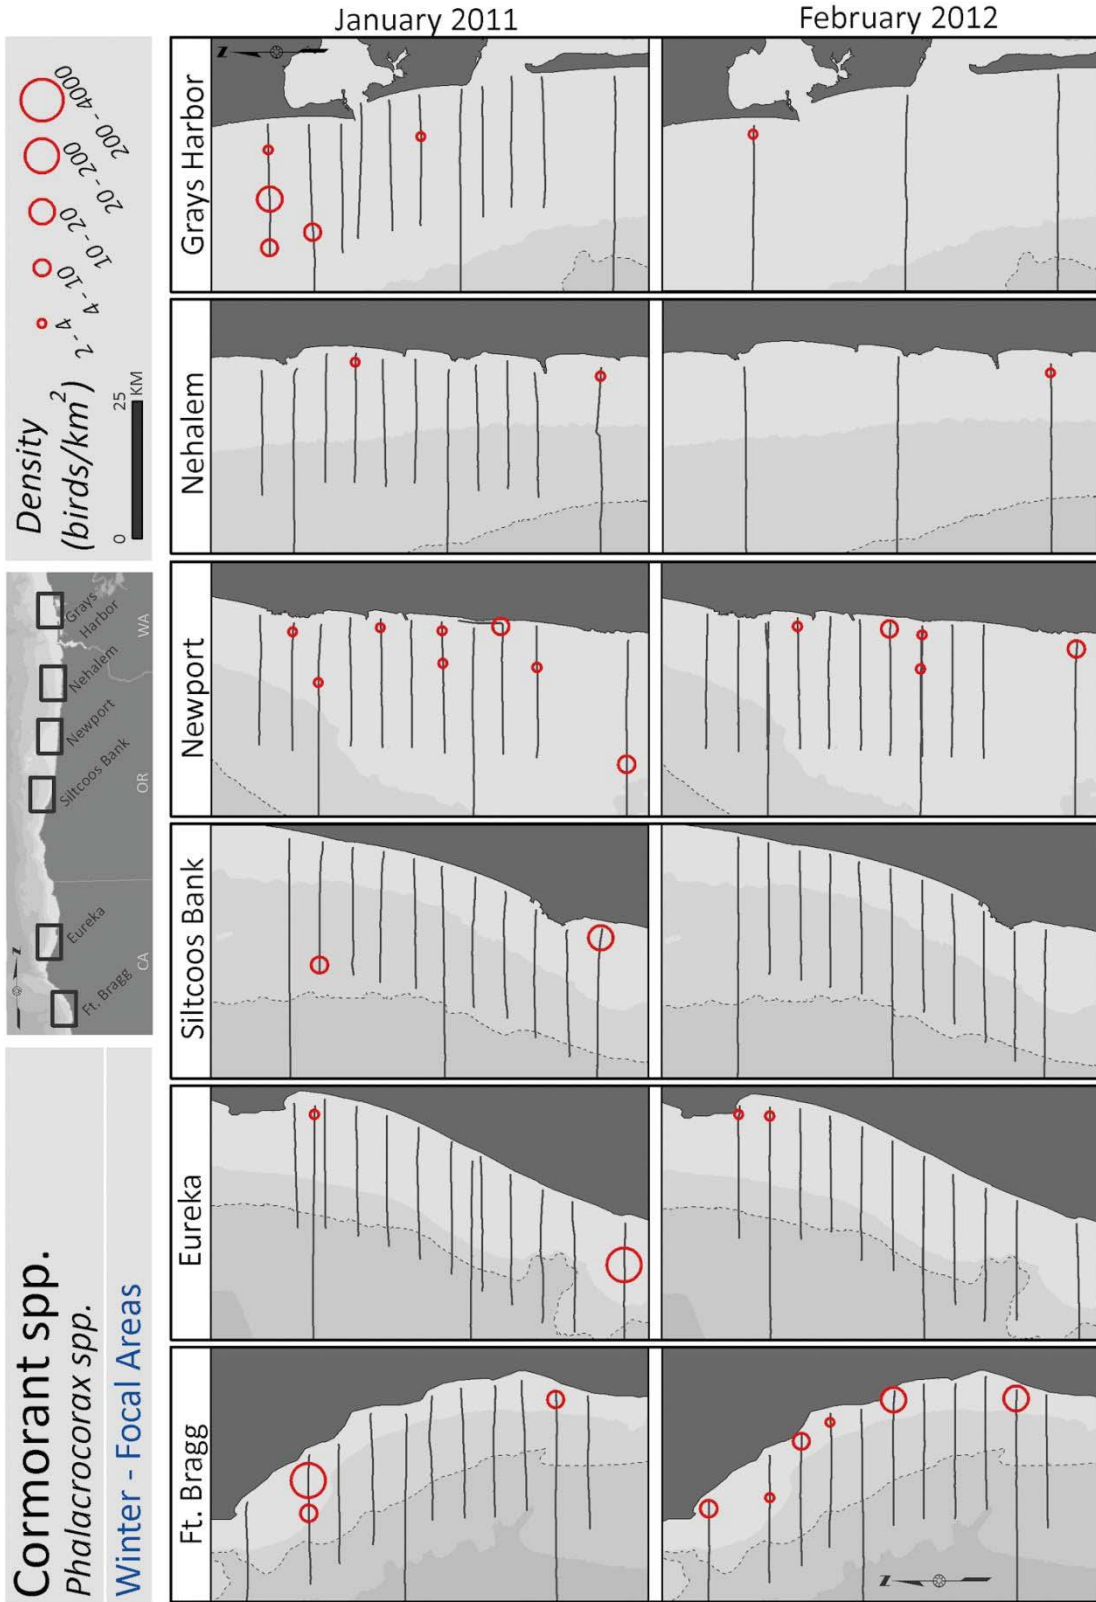 Cormorant spp.
Phalacrocorax spp.
Winter - Focal Areas
N
Grays
Harbor
Nehalem
Newport
Siltcoos Bank
Eureka
Ft. Bragg
WA
OR
CA
Density
(birds/km²)
2 - 4
4 - 10
10 - 20
20 - 200
200 - 4000
0
25
KM
January 2011
February 2012
Grays Harbor
N
Nehalem
Newport
Siltcoos Bank
Eureka
Ft. Bragg
N